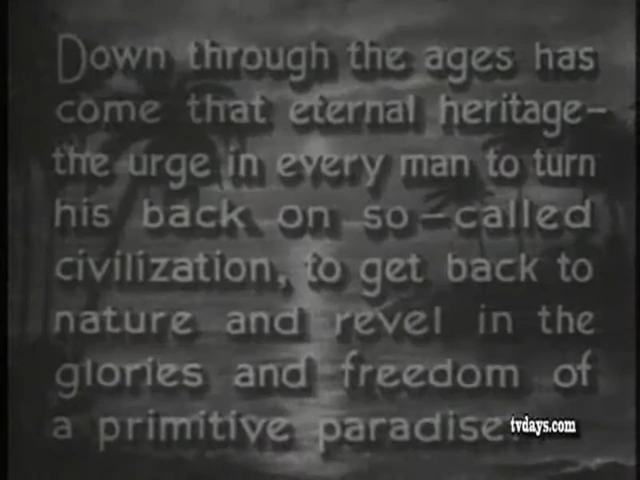 Down through the ages has
come that eternal heritage—
the urge in every man to turn
his back on so—called
civilization, to get back to
nature and revel in the
glories and freedom of
a primitive paradise
tvdays.com